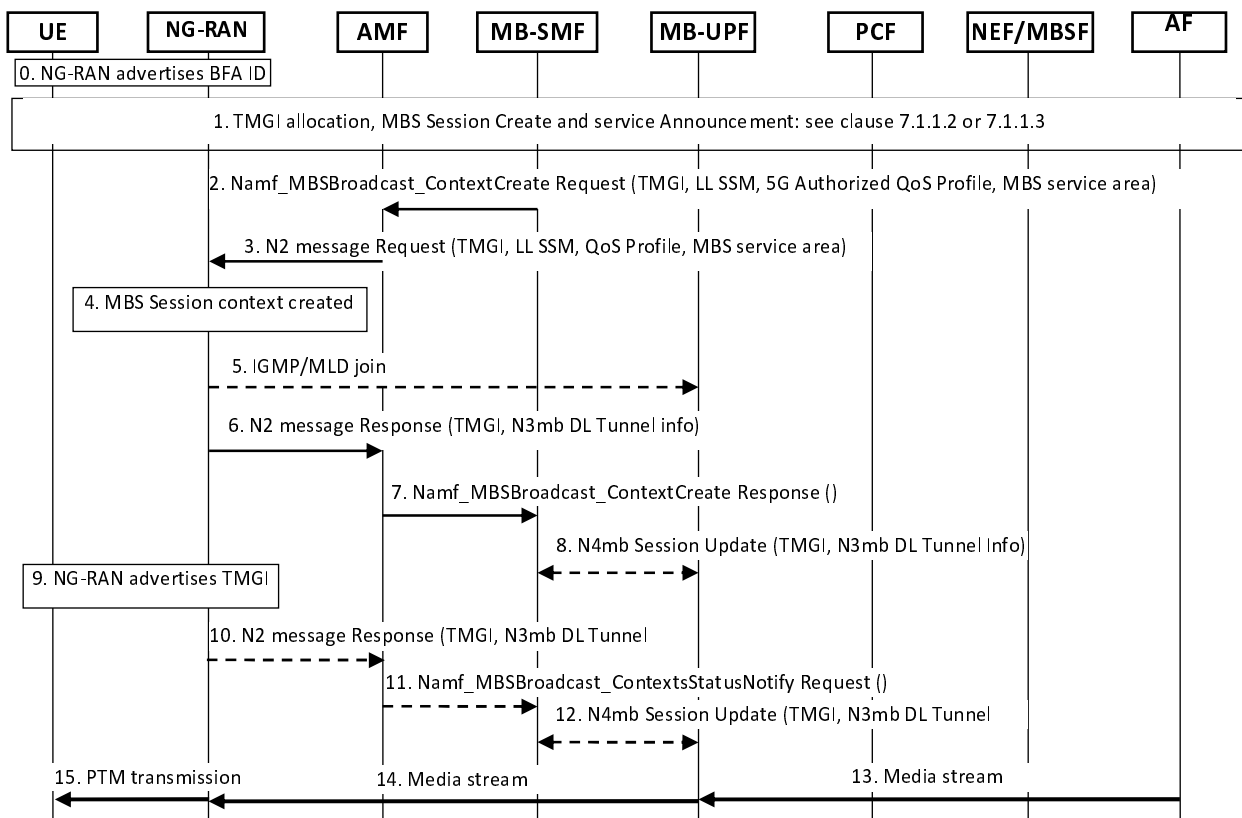 UE NG-RAN AMF MB-SMF MB-UPF PCF NEF/MBSF AF
0. NG-RAN advertises BFA ID
1. TMGI allocation, MBS Session Create and service Announcement: see clause 7.1.1.2 or 7.1.1.3
2. Namf_MBSBroadcast_ContextCreate Request (TMGI, LL SSM, 5G Authorized QoS Profile, MBS service area)
3. N2 message Request (TMGI, LL SSM, QoS Profile, MBS service area)
4. MBS Session context created
5. IGMP/MLD join
6. N2 message Response (TMGI, N3mb DL Tunnel info)
7. Namf_MBSBroadcast_ContextCreate Response ()
8. N4mb Session Update (TMGI, N3mb DL Tunnel Info)
9. NG-RAN advertises TMGI
10. N2 message Response (TMGI, N3mb DL Tunnel
11. Namf_MBSBroadcast_ContextsStatusNotify Request ()
12. N4mb Session Update (TMGI, N3mb DL Tunnel
15. PTM transmission 14. Media stream 13. Media stream